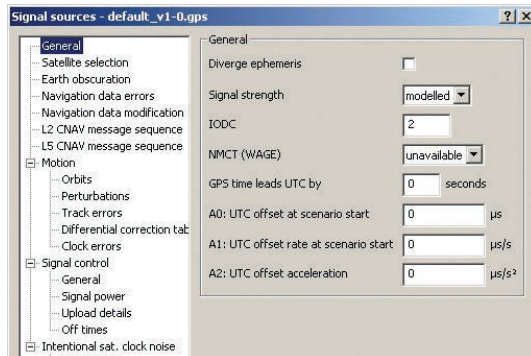 Signal sources - default_v1-0.gps
General
Satellite selection
Earth obscuration
Navigation data errors
Navigation data modification
L2 CNAV message sequence
L5 CNAV message sequence
Motion
Orbits
Perturbations
Track errors
Differential correction tab
Clock errors
Signal control
General
Signal power
Upload details
Off times
Intentional sat. clock noise
General
Diverge ephemeris
Signal strength modelled
IODC 2
NMCT (WAGE) unavailable
GPS time leads UTC by 0 seconds
A0: UTC offset at scenario start 0 µs
A1: UTC offset rate at scenario start 0 µs/s
A2: UTC offset acceleration 0 µs/s²